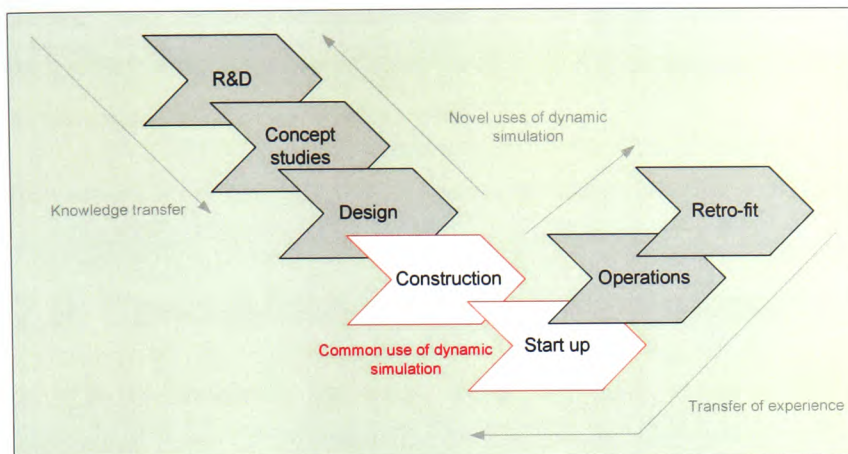 R&D
Concept
studies
Novel uses of dynamic
simulation
Knowledge transfer
Design
Retro-fit
Construction
Operations
Common use of dynamic
simulation
Start up
Transfer of experience